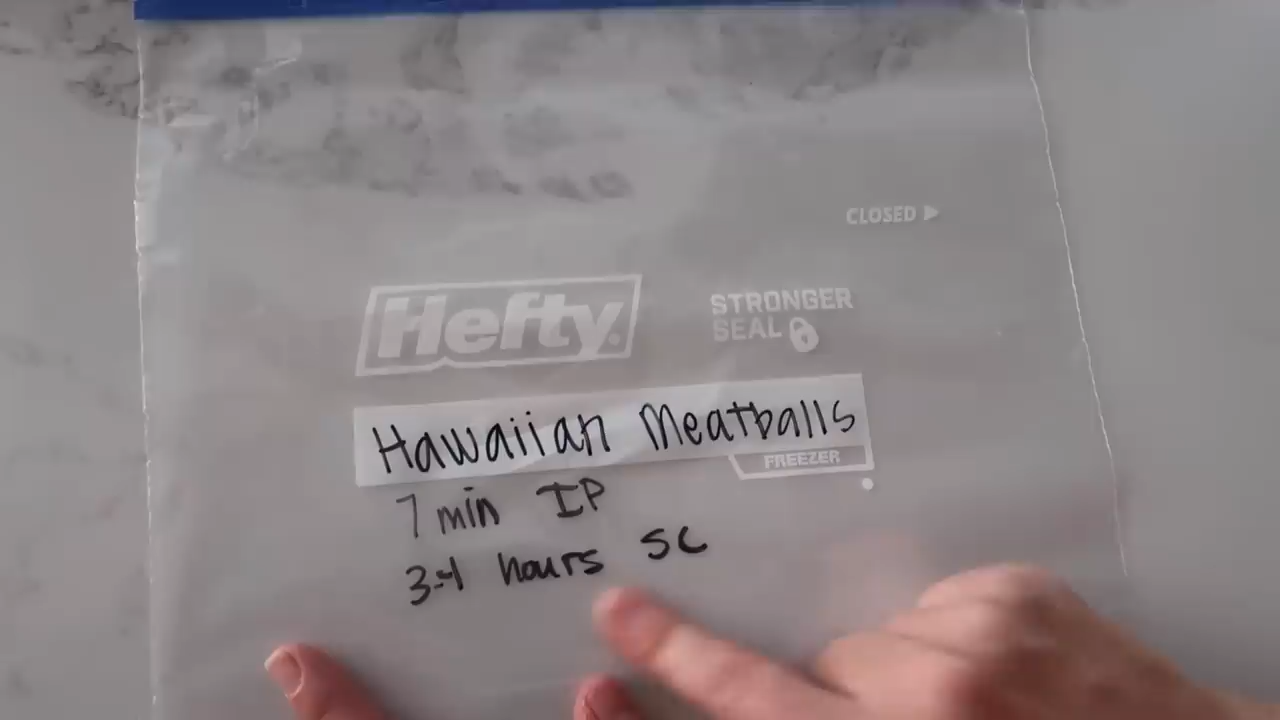 CLOSED
Hefty.
STRONGER
SEAL
Hawaiian Meatballs
FREEZER
7 min IP
3-4 hours SC